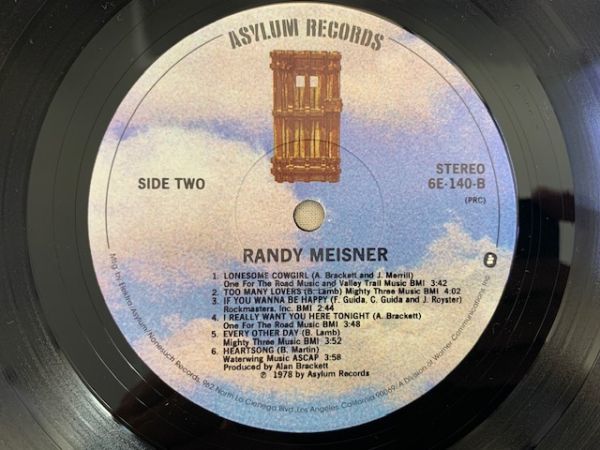 ASYLUM RECORDS
SIDE TWO
STEREO
6E-140-B
(PRC)
RANDY MEISNER
1. LONESOME COWGIRL (A. Brackett and J. Merrill)
One For The Road Music and Valley Trail Music BMI 3:42
2. TOO MANY LOVERS (B. Lamb) Mighty Three Music BMI 4:02
3. IF YOU WANNA BE HAPPY (F. Guida, C. Guida and J. Royster)
Rockmasters, Inc. BMI 2:44
4. I REALLY WANT YOU HERE TONIGHT (A. Brackett)
One For The Road Music BMI 3:48
5. EVERY OTHER DAY (B. Lamb)
Mighty Three Music BMI 3:52
6. HEARTSONG (B. Martin)
Waterwing Music ASCAP 3:58
Produced by Alan Brackett
℗ 1978 by Asylum Records
Mfg. by Elektra/Asylum/Nonesuch Records, 962 North La Cienega Blvd., Los Angeles, California 90069/A Division of Warner Communications, Inc.